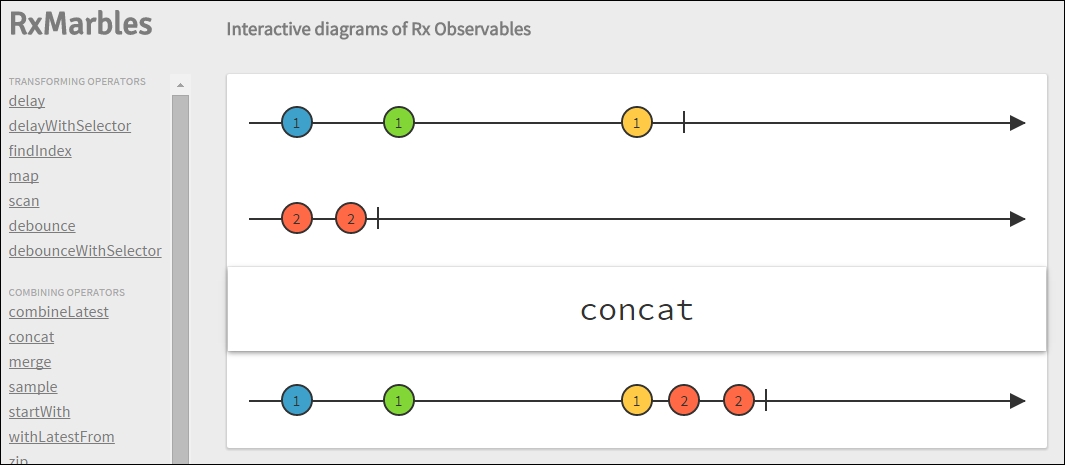 RxMarbles
Interactive diagrams of Rx Observables
TRANSFORMING OPERATORS
delay
delayWithSelector
findIndex
map
scan
debounce
debounceWithSelector
COMBINING OPERATORS
combineLatest
concat
merge
sample
startWith
withLatestFrom
zip
1 1 1
2 2
concat
1 1 1 2 2